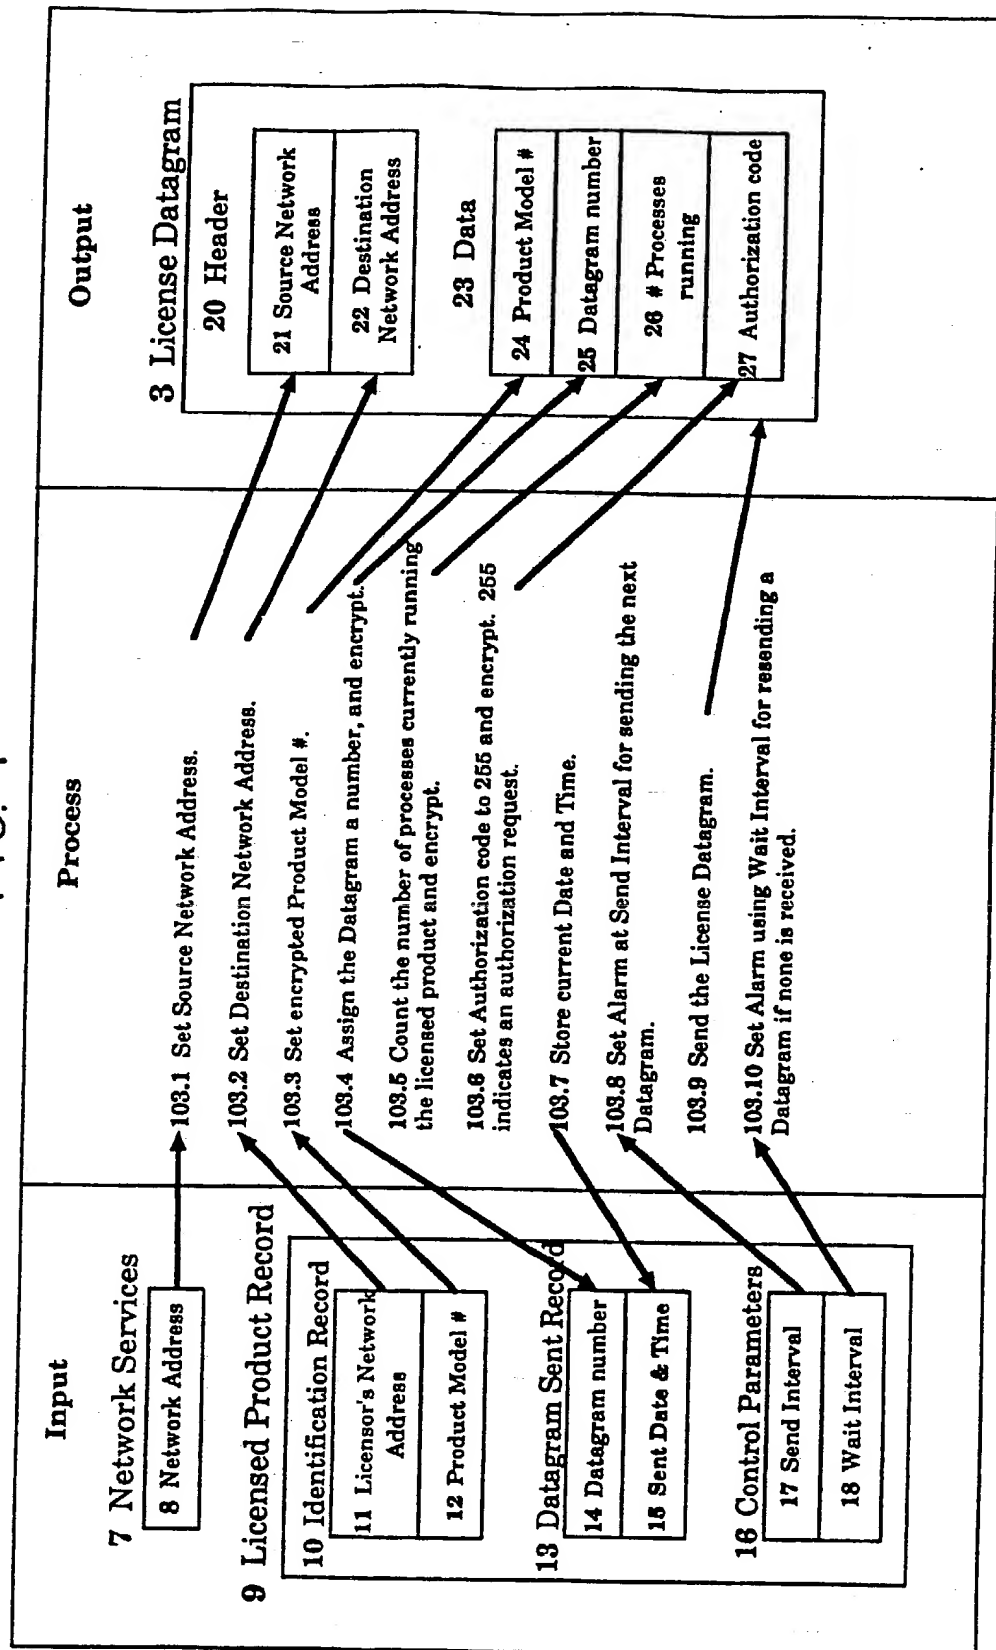 Input
7 Network Services
8 Network Address
9 Licensed Product Record
10 Identification Record
11 Licensor's Network
Address
12 Product Model #
13 Datagram Sent Record
14 Datagram number
15 Sent Date & Time
16 Control Parameters
17 Send Interval
18 Wait Interval
Process
103.1 Set Source Network Address.
103.2 Set Destination Network Address.
103.3 Set encrypted Product Model #.
103.4 Assign the Datagram a number, and encrypt.
103.5 Count the number of processes currently running
the licensed product and encrypt.
103.6 Set Authorization code to 255 and encrypt. 255
indicates an authorization request.
103.7 Store current Date and Time.
103.8 Set Alarm at Send Interval for sending the next
Datagram.
103.9 Send the License Datagram.
103.10 Set Alarm using Wait Interval for resending a
Datagram if none is received.
Output
3 License Datagram
20 Header
21 Source Network
Address
22 Destination
Network Address
23 Data
24 Product Model #
25 Datagram number
26 # Processes
running
27 Authorization code